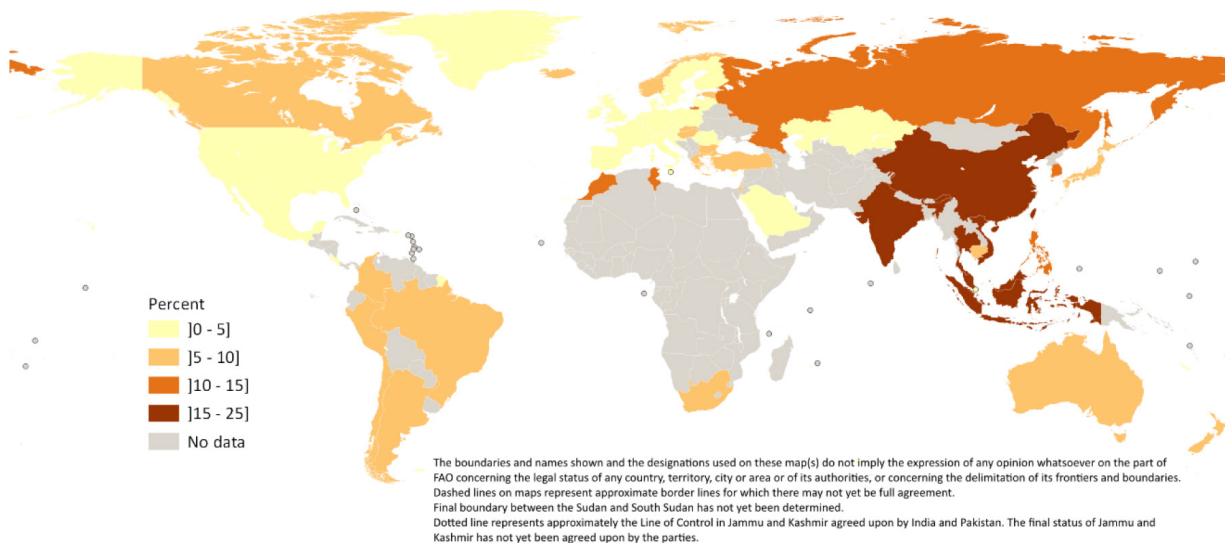 Percent
]0 - 5]
]5 - 10]
]10 - 15]
]15 - 25]
No data
The boundaries and names shown and the designations used on these map(s) do not imply the expression of any opinion whatsoever on the part of
FAO concerning the legal status of any country, territory, city or area or of its authorities, or concerning the delimitation of its frontiers and boundaries.
Dashed lines on maps represent approximate border lines for which there may not yet be full agreement.
Final boundary between the Sudan and South Sudan has not yet been determined.
Dotted line represents approximately the Line of Control in Jammu and Kashmir agreed upon by India and Pakistan. The final status of Jammu and
Kashmir has not yet been agreed upon by the parties.